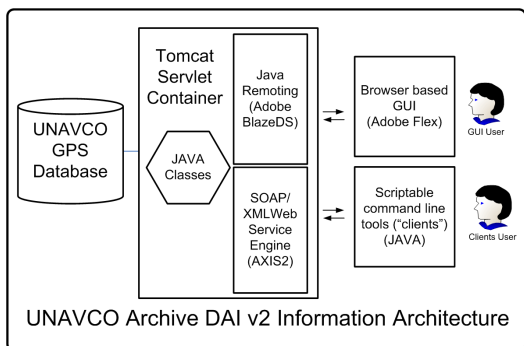 UNAVCO
GPS
Database
Tomcat
Servlet
Container
JAVA
Classes
Java
Remoting
(Adobe
BlazeDS)
SOAP/
XMLWeb
Service
Engine
(AXIS2)
Browser based
GUI
(Adobe Flex)
GUI User
Scriptable
command line
tools ("clients")
(JAVA)
Clients User
UNAVCO Archive DAI v2 Information Architecture